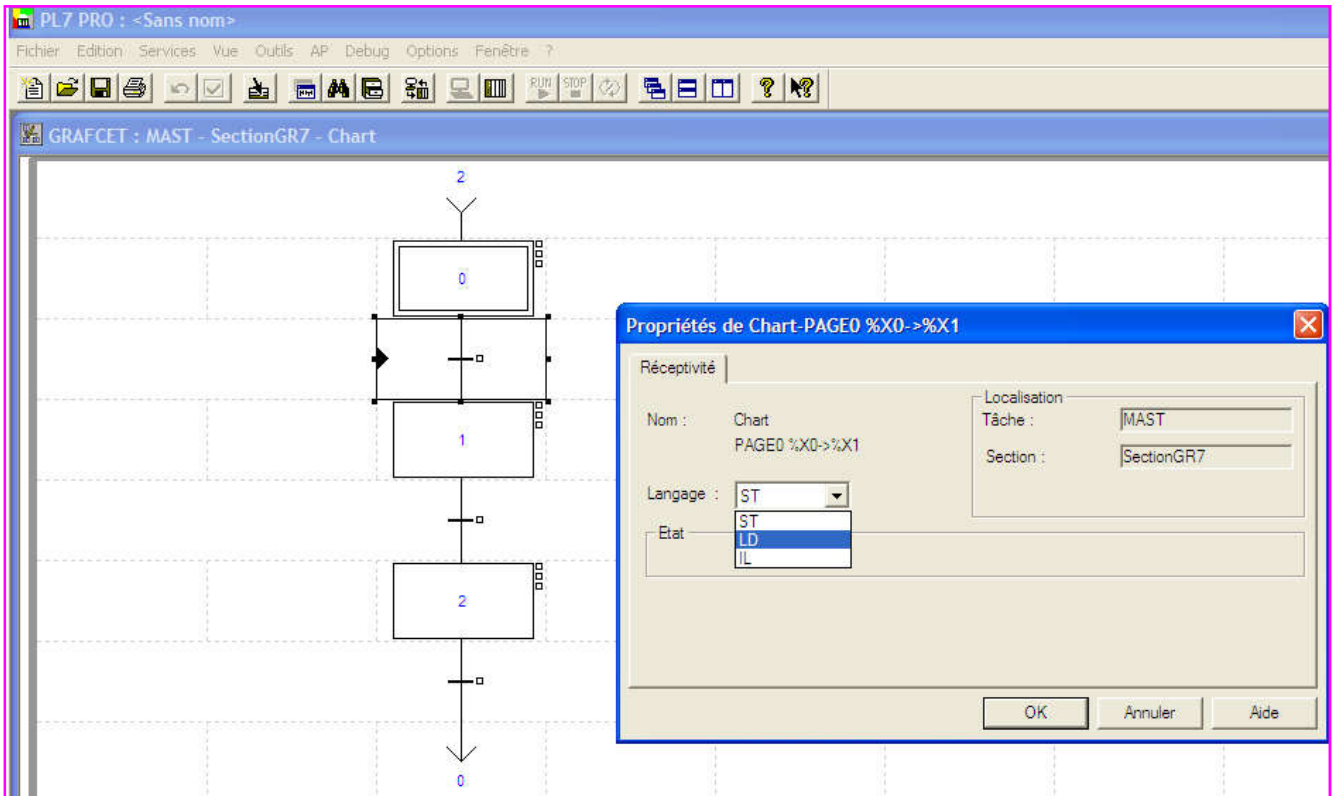 PL7 PRO : <Sans nom>
Fichier Edition Services Vue Outils AP Debug Options Fenêtre ?
RUN STOP
GRAFCET : MAST - SectionGR7 - Chart
2
0
1
2
0
Propriétés de Chart-PAGE0 %X0->%X1
Réceptivité
Nom : Chart
PAGE0 %X0->%X1
Localisation
Tâche : MAST
Section : SectionGR7
Langage : ST
ST
LD
IL
Etat
OK Annuler Aide